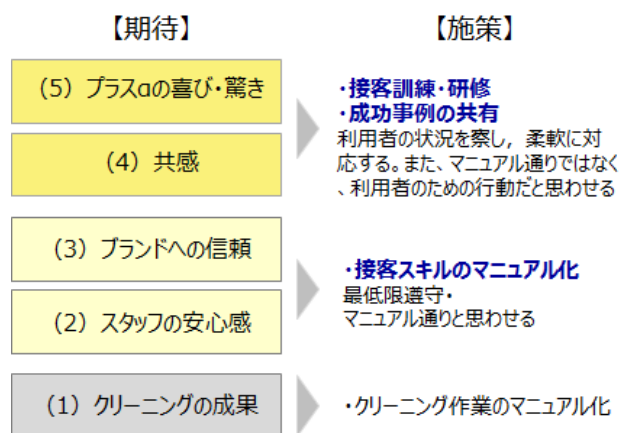 【期待】
【施策】
(5) プラスαの喜び・驚き
(4) 共感
・接客訓練・研修
・成功事例の共有
利用者の状況を察し，柔軟に対
応する。また、マニュアル通りではなく
、利用者のための行動だと思わせる
(3) ブランドへの信頼
(2) スタッフの安心感
・接客スキルのマニュアル化
最低限遵守・
マニュアル通りと思わせる
(1) クリーニングの成果
・クリーニング作業のマニュアル化